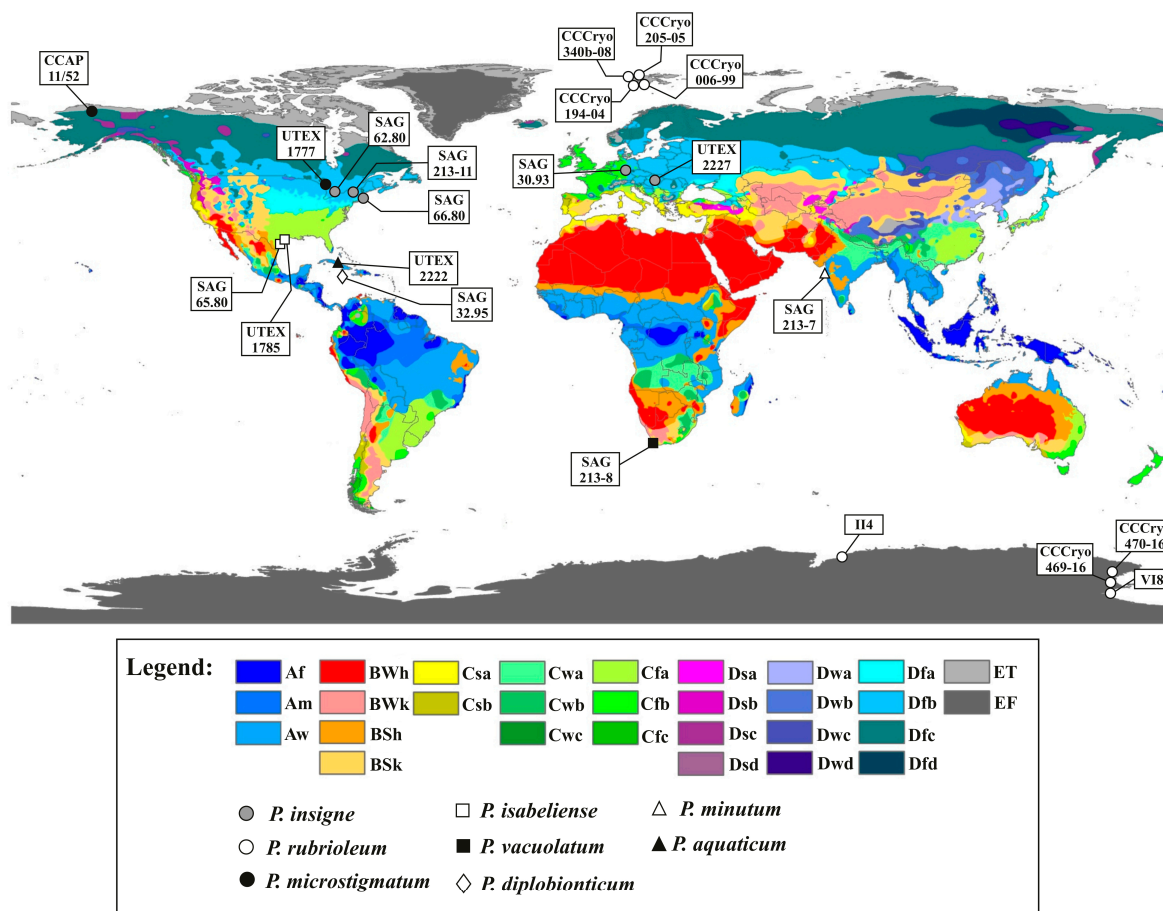 CCCryo
205-05
CCCryo
340b-08
CCAP
11/52
CCCryo
006-99
CCCryo
194-04
SAG
62.80
UTEX
1777
SAG
213-11
UTEX
2227
SAG
30.93
SAG
66.80
UTEX
2222
SAG
65.80
SAG
32.95
SAG
213-7
UTEX
1785
SAG
213-8
II4
CCCryo
470-16
CCCryo
469-16
VI8
Legend:
Af BWh Csa Cwa Cfa Dsa Dwa Dfa ET
Am BWk Csb Cwb Cfb Dsb Dwb Dfb EF
Aw BSh Cwc Cfc Dsc Dwc Dfc
BSk Dsd Dwd Dfd
P. insigne P. isabeliense P. minutum
P. rubrioleum P. vacuolatum P. aquaticum
P. microstigmatum P. diplobionticum